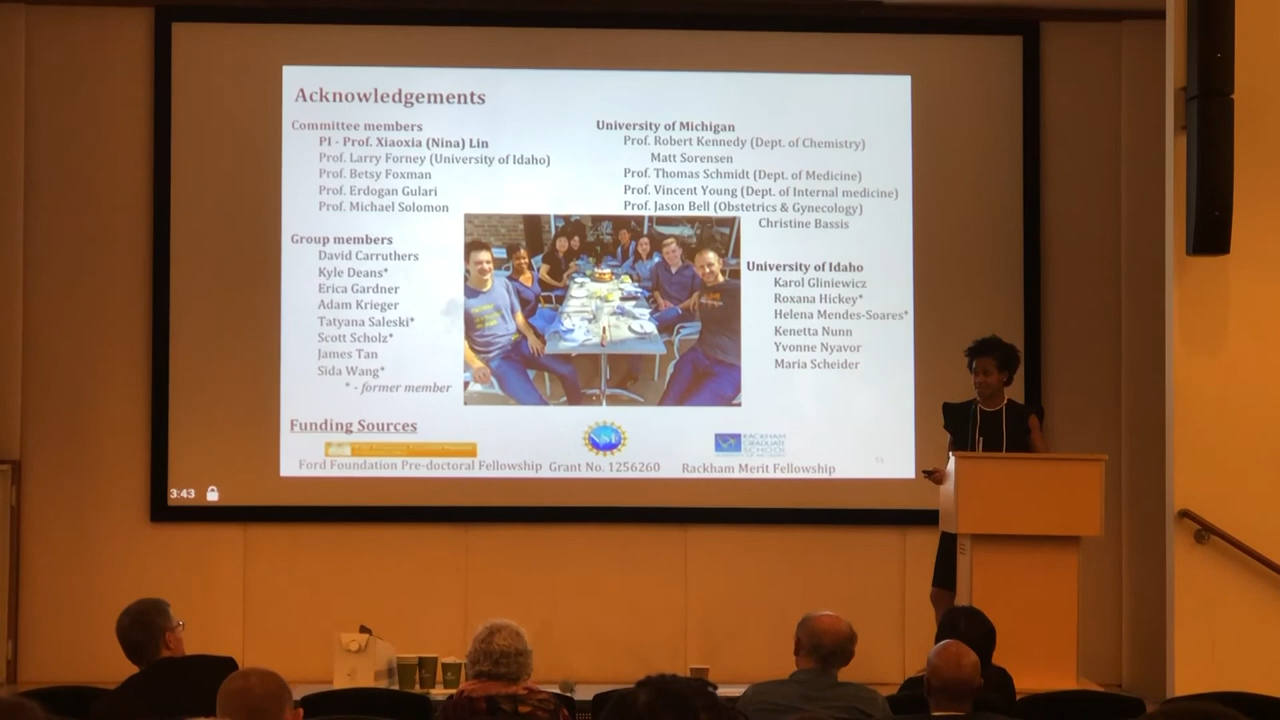 Acknowledgements
Committee members
PI - Prof. Xiaoxia (Nina) Lin
Prof. Larry Forney (University of Idaho)
Prof. Betsy Foxman
Prof. Erdogan Gulari
Prof. Michael Solomon
Group members
David Carruthers
Kyle Deans*
Erica Gardner
Adam Krieger
Tatyana Saleski*
Scott Scholz*
James Tan
Sida Wang*
* - former member
University of Michigan
Prof. Robert Kennedy (Dept. of Chemistry)
Matt Sorensen
Prof. Thomas Schmidt (Dept. of Medicine)
Prof. Vincent Young (Dept. of Internal medicine)
Prof. Jason Bell (Obstetrics & Gynecology)
Christine Bassis
University of Idaho
Karol Gliniewicz
Roxana Hickey*
Helena Mendes-Soares*
Kenetta Nunn
Yvonne Nyavor
Maria Scheider
Funding Sources
NSF
RACKHAM
GRADUATE
SCHOOL
Ford Foundation Pre-doctoral Fellowship Grant No. 1256260 Rackham Merit Fellowship
3:43